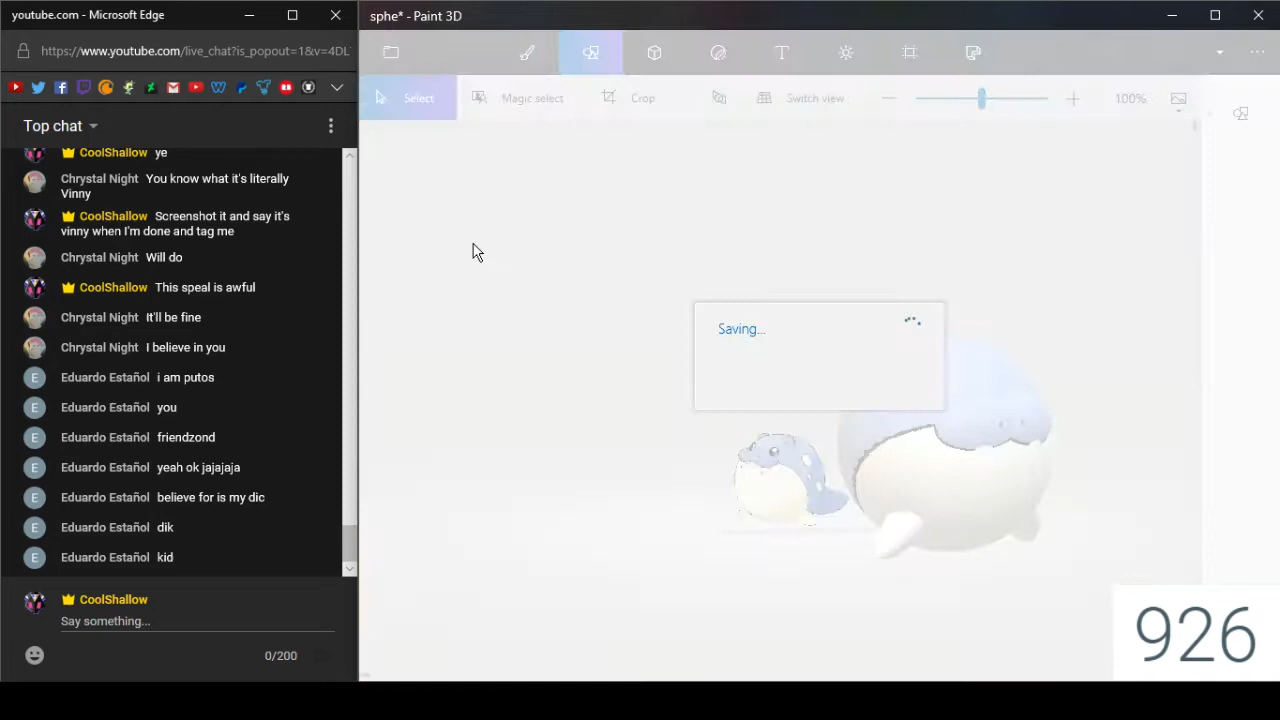 youtube.com - Microsoft Edge
https://www.youtube.com/live_chat?is_popout=1&v=4DL
Top chat
CoolShallow ye
Chrystal Night You know what it's literally
Vinny
CoolShallow Screenshot it and say it's
vinny when I'm done and tag me
Chrystal Night Will do
CoolShallow This speal is awful
Chrystal Night It'll be fine
Chrystal Night I believe in you
E Eduardo Estañol i am putos
E Eduardo Estañol you
E Eduardo Estañol friendzond
E Eduardo Estañol yeah ok jajajaja
E Eduardo Estañol believe for is my dic
E Eduardo Estañol dik
E Eduardo Estañol kid
CoolShallow
Say something...
0/200
sphe* - Paint 3D
Select Magic select Crop Switch view 100%
Saving...
926